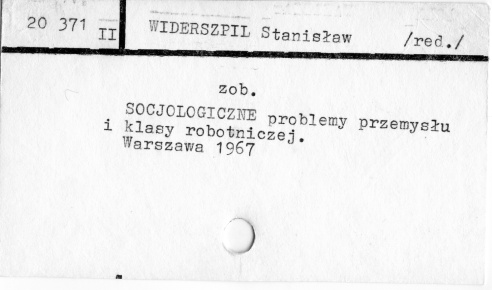 20 371 II WIDERSZPIL Stanisław /red./
zob.
SOCJOLOGICZNE problemy przemysłu
i klasy robotniczej.
Warszawa 1967